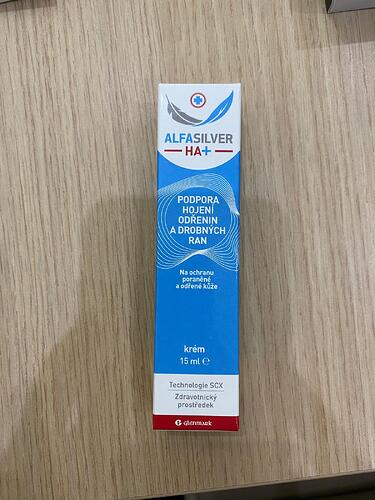 ALFASILVER
HA+
PODPORA
HOJENÍ
ODŘENIN
A DROBNÝCH
RAN
Na ochranu
poraněné
a odřené kůže
krém
15 ml ℮
Technologie SCX
Zdravotnický
prostředek
Glenmark